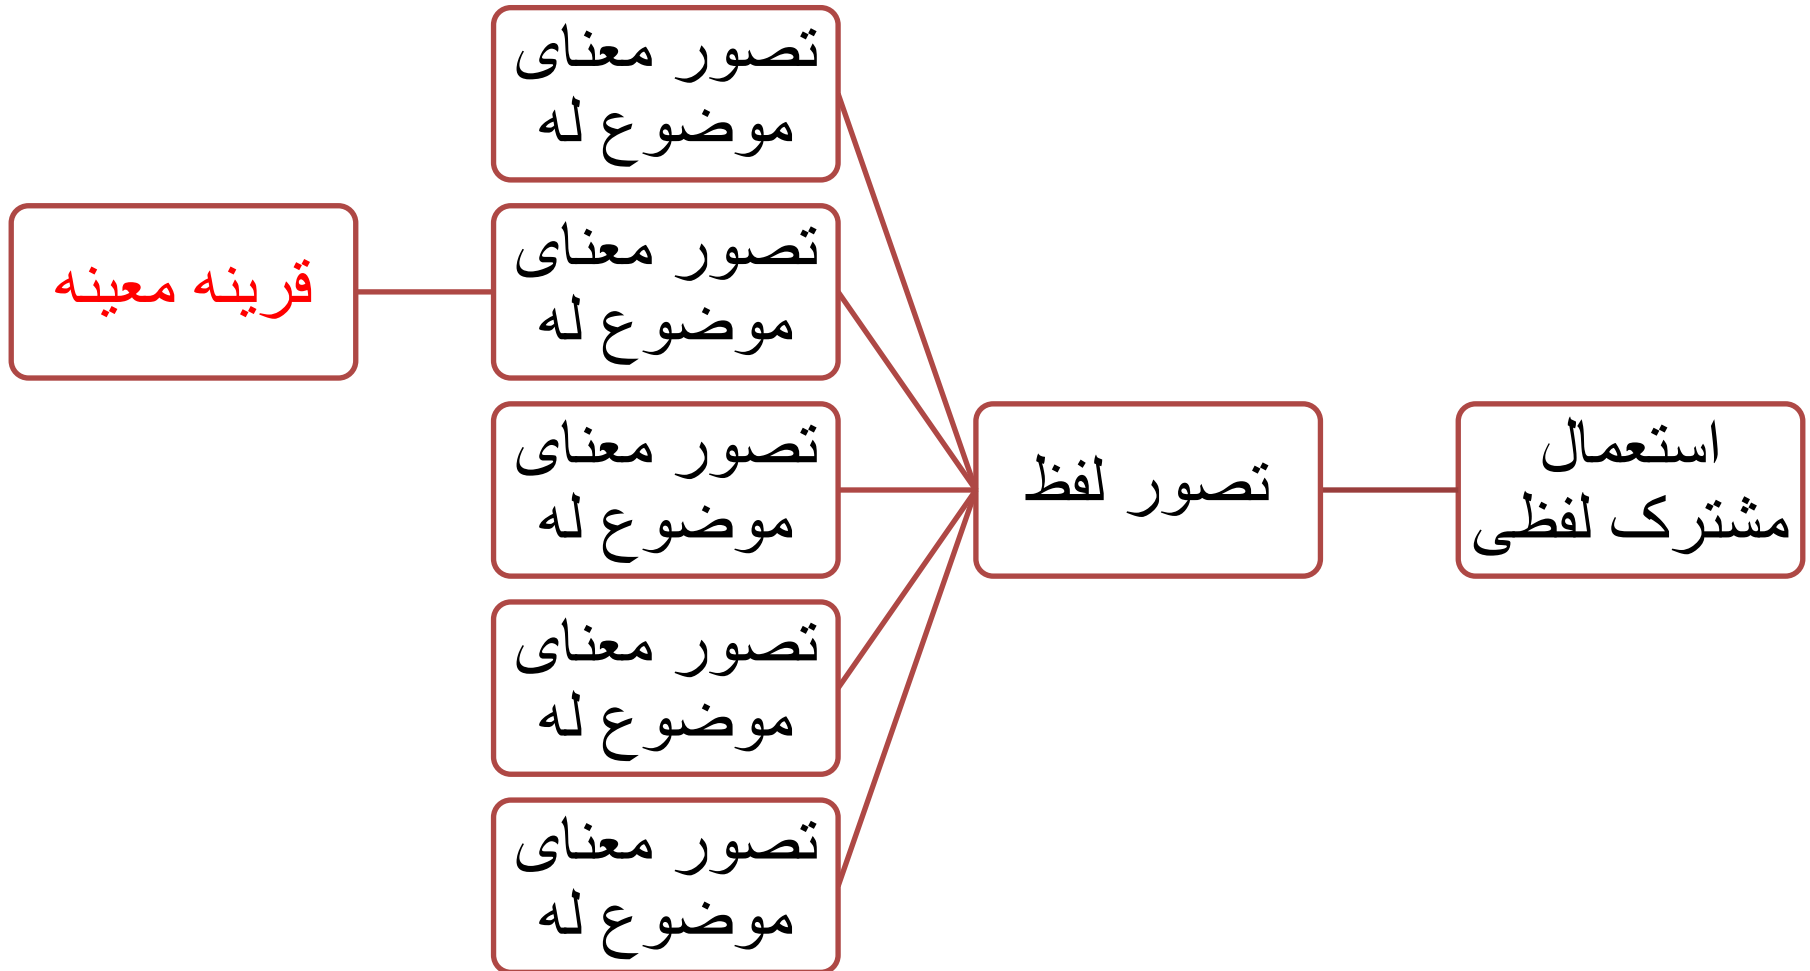 استعمال
مشترک لفظی
تصور لفظ
تصور معنای
موضوع له
تصور معنای
موضوع له
قرینه معینه
تصور معنای
موضوع له
تصور معنای
موضوع له
تصور معنای
موضوع له